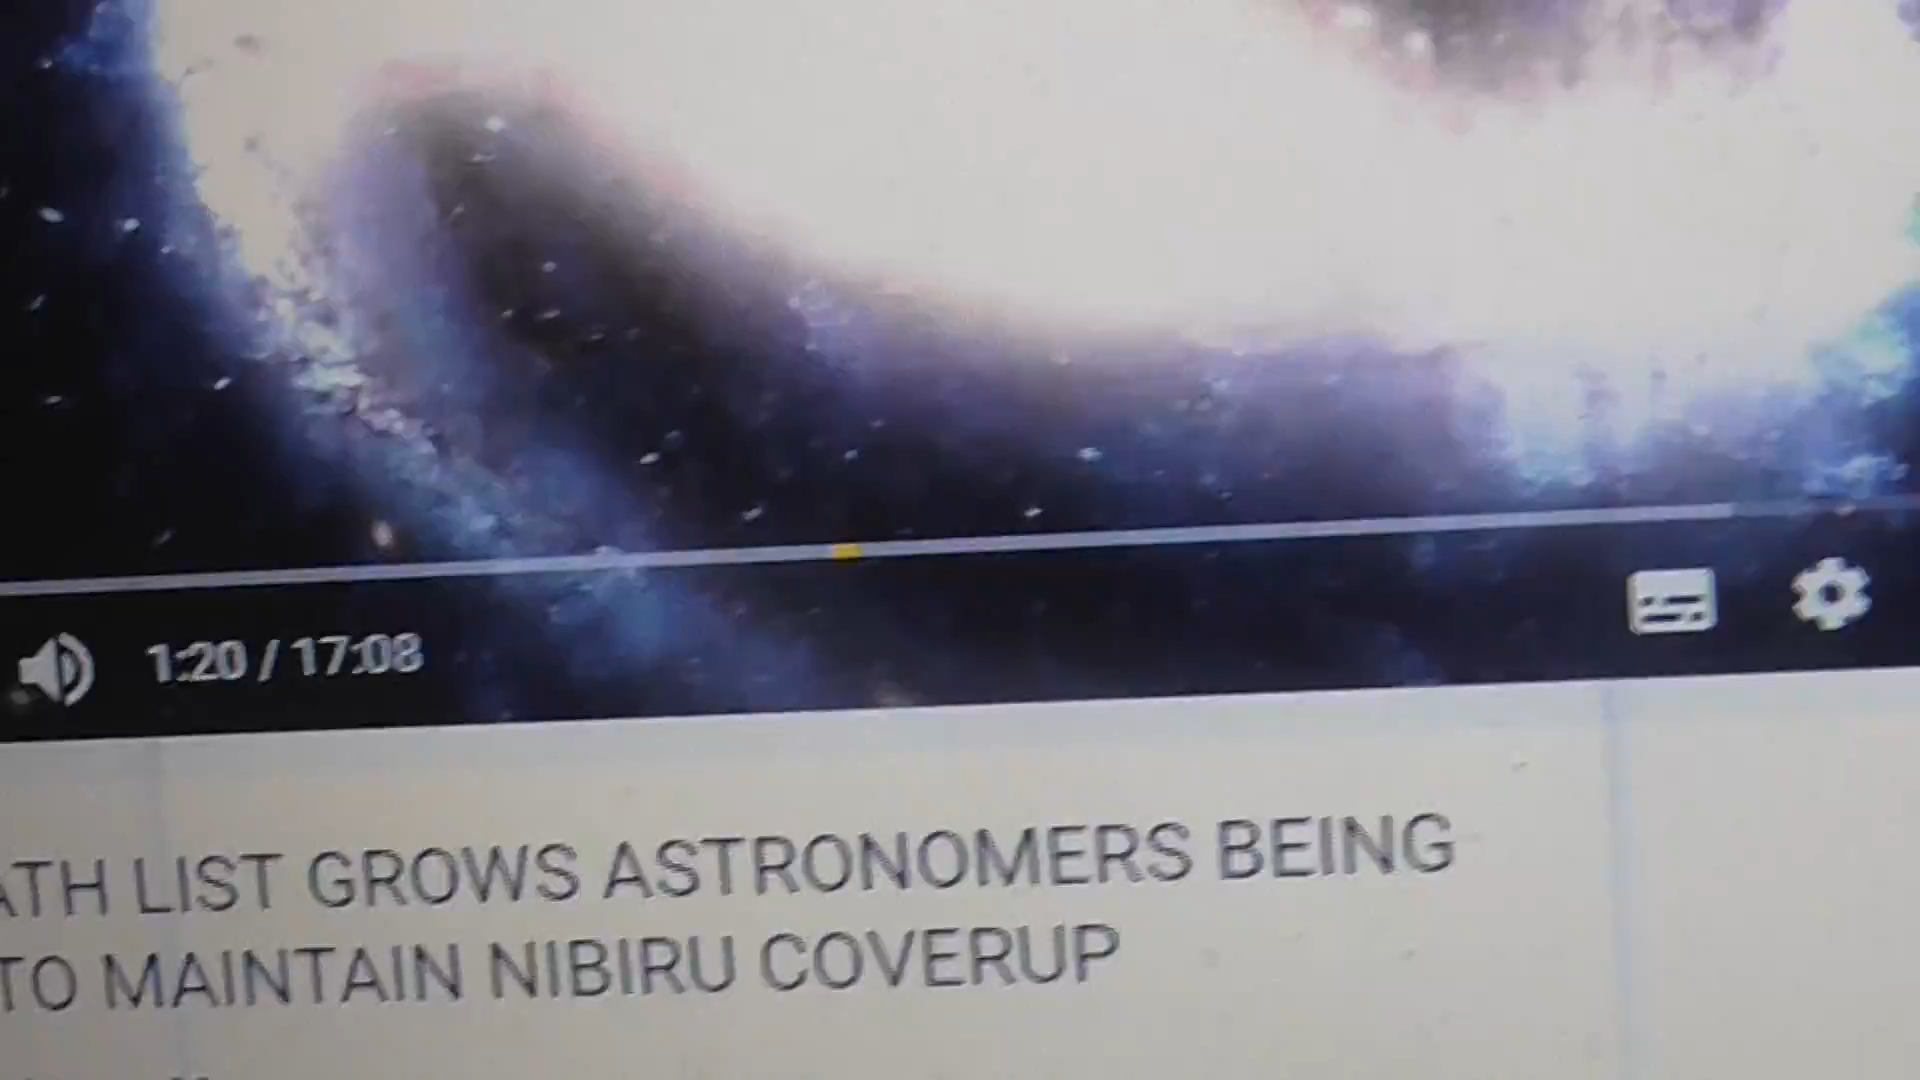 1:20 / 17:08
ATH LIST GROWS ASTRONOMERS BEING
TO MAINTAIN NIBIRU COVERUP